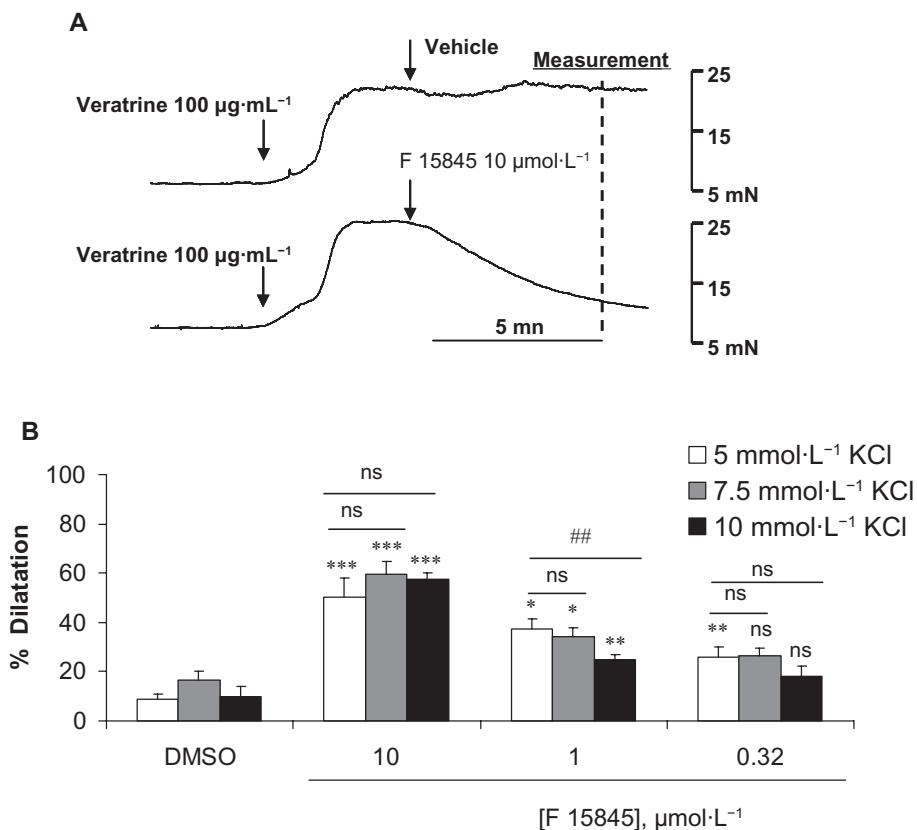 A
Vehicle
Measurement
Veratrine 100 µg·mL⁻¹
25
15
5 mN
F 15845 10 µmol·L⁻¹
Veratrine 100 µg·mL⁻¹
25
15
5 mN
5 mn
B
% Dilatation
100
80
60
40
20
0
5 mmol·L⁻¹ KCl
7.5 mmol·L⁻¹ KCl
10 mmol·L⁻¹ KCl
ns
ns
*** *** ***
##
ns
* * **
ns
ns
** ns ns
DMSO 10 1 0.32
[F 15845], µmol·L⁻¹